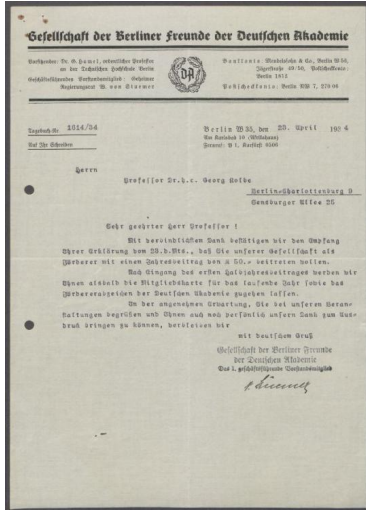 Gesellschaft der Berliner Freunde der Deutschen Akademie
Vorsitzender: Dr. G. Hamel, ordentlicher Professor
an der Technischen Hochschule Berlin
Geschäftsführendes Vorstandsmitglied: Geheimer
Regierungsrat W. von Staemer
DA
Bankkonto Mendelssohn & Co., Berlin W 56,
Jägerstraße 49/50, Postscheckkonto:
Berlin 1812
Postscheckkonto: Berlin NW 7, 270 66
Tagebuch-Nr. 1214/34
Auf Ihr Schreiben
Berlin W 35, den 25. April 1934
Am Karlsbad 10
Fernruf: B 1, Kurfürst
Herrn
Professor Dr.h.c. Georg Kolbe
Berlin-Charlottenburg 9
Sensburger Allee 25
Sehr geehrter Herr Professor !
Mit verbindlichem Dank bestätigen wir den Empfang
Ihrer Erklärung vom 23.d.Mts., daß Sie unserer Gesellschaft als
Förderer mit einem Jahresbeitrag von 50.- beitreten wollen.
Nach Eingang des ersten Halbjahresbeitrages werden wir
Ihnen alsbald die Mitgliedskarte für das laufende Jahr sowie das
Fördererabzeichen der Deutschen Akademie zugehen lassen.
In der angenehmen Erwartung, Sie bei unseren Veran-
staltungen begrüßen und Ihnen auch noch persönlich unsern Dank zum Aus-
druck bringen zu können, verbleiben wir
mit deutschem Gruß
Gesellschaft der Berliner Freunde
der Deutschen Akademie
Das 1. geschäftsführende Vorstandsmitglied